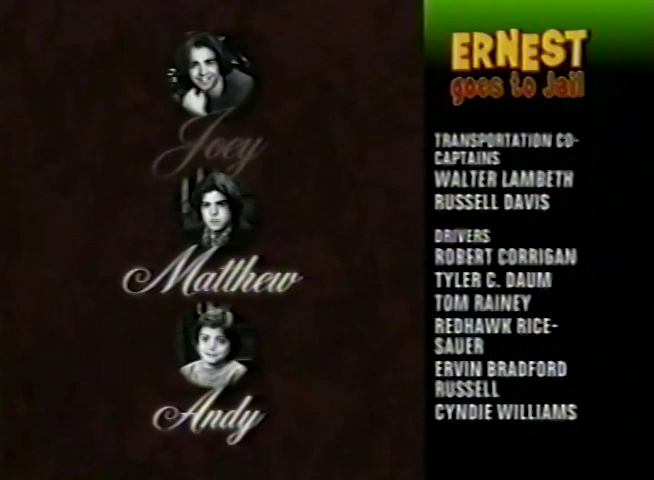 Joey
Matthew
Andy
ERNEST
goes to Jail
TRANSPORTATION CO-
CAPTAINS
WALTER LAMBETH
RUSSELL DAVIS
DRIVERS
ROBERT CORRIGAN
TYLER C. DAUM
TOM RAINEY
REDHAWK RICE-
SAUER
ERVIN BRADFORD
RUSSELL
CYNDIE WILLIAMS